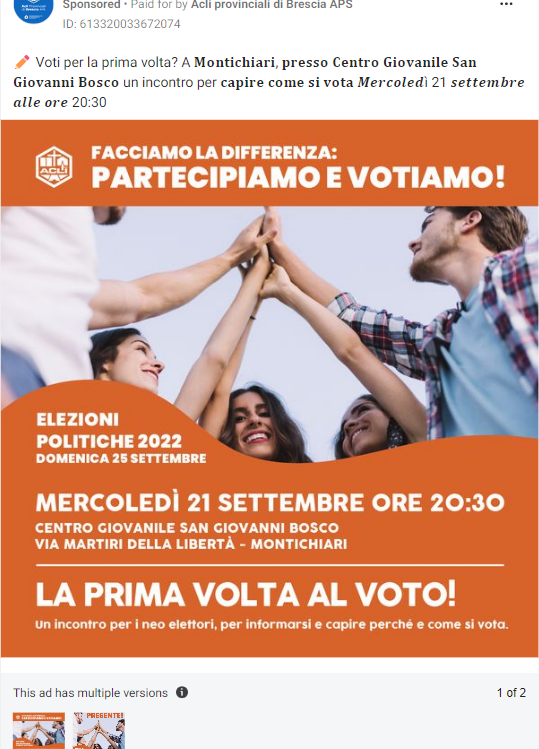 Sponsored • Paid for by Acli provinciali di Brescia APS
ID: 613320033672074
Voti per la prima volta? A Montichiari, presso Centro Giovanile San
Giovanni Bosco un incontro per capire come si vota Mercoledì 21 settembre
alle ore 20:30
ACLI
FACCIAMO LA DIFFERENZA:
PARTECIPIAMO E VOTIAMO!
ELEZIONI
POLITICHE 2022
DOMENICA 25 SETTEMBRE
MERCOLEDÌ 21 SETTEMBRE ORE 20:30
CENTRO GIOVANILE SAN GIOVANNI BOSCO
VIA MARTIRI DELLA LIBERTÀ - MONTICHIARI
LA PRIMA VOLTA AL VOTO!
Un incontro per i neo elettori, per informarsi e capire perché e come si vota.
This ad has multiple versions
1 of 2
PRESENTE!